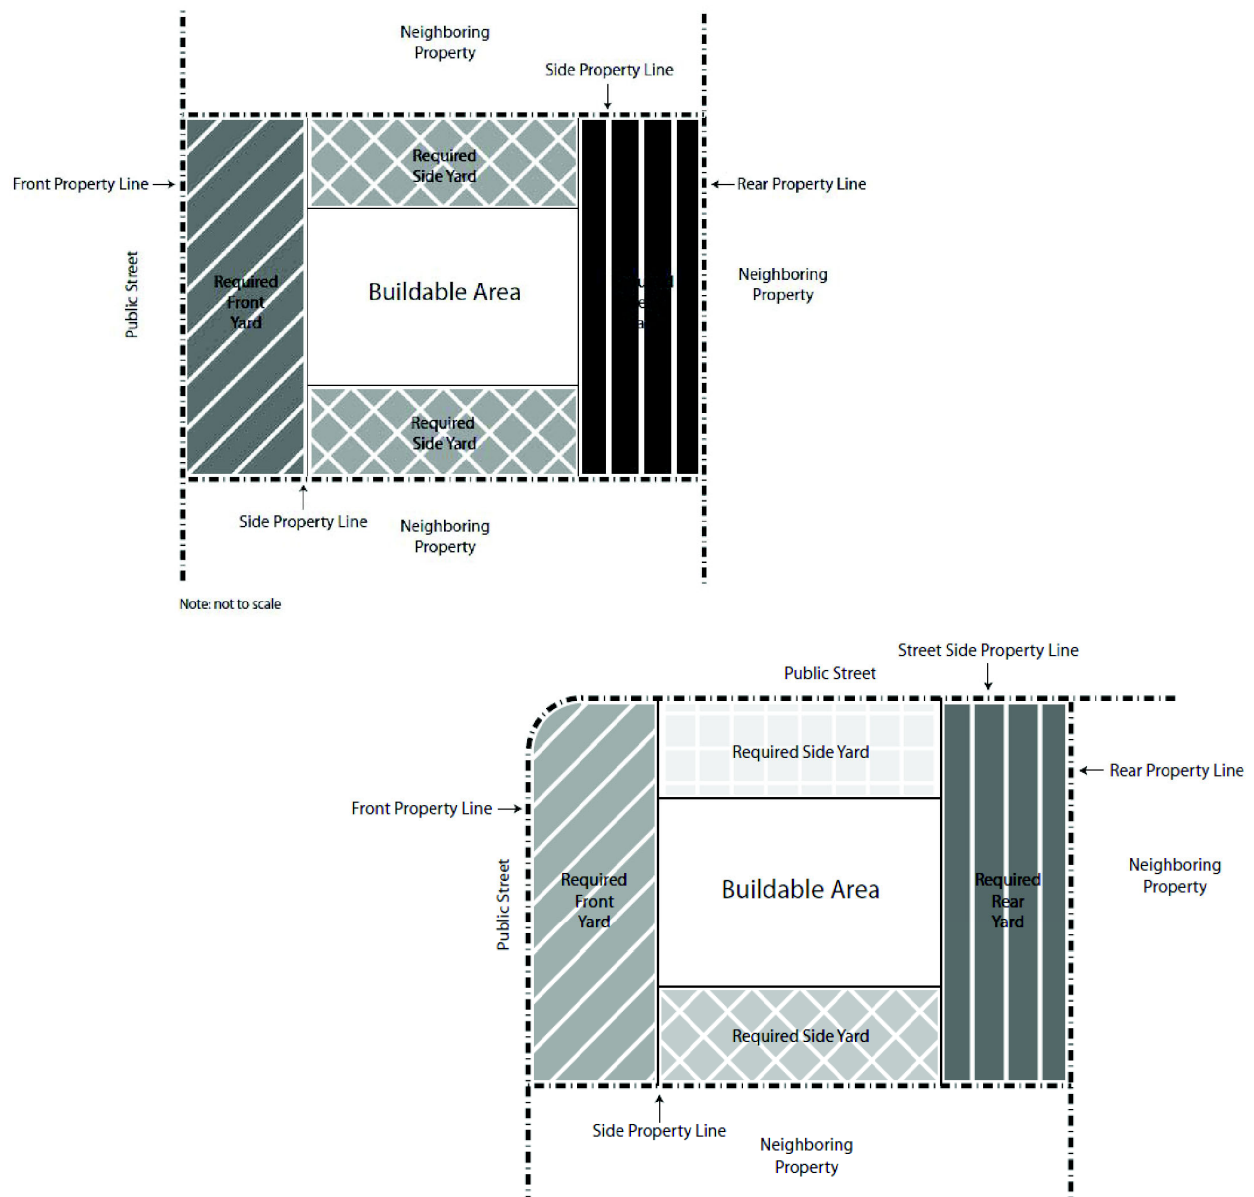 Neighboring
Property
Side Property Line
Required
Side Yard
Front Property Line
Rear Property Line
Public Street
Required
Front
Yard
Buildable Area
Neighboring
Property
Required
Side Yard
Side Property Line
Neighboring
Property
Note: not to scale
Street Side Property Line
Public Street
Required Side Yard
Rear Property Line
Front Property Line
Public Street
Required
Front
Yard
Buildable Area
Required
Rear
Yard
Neighboring
Property
Required Side Yard
Side Property Line
Neighboring
Property